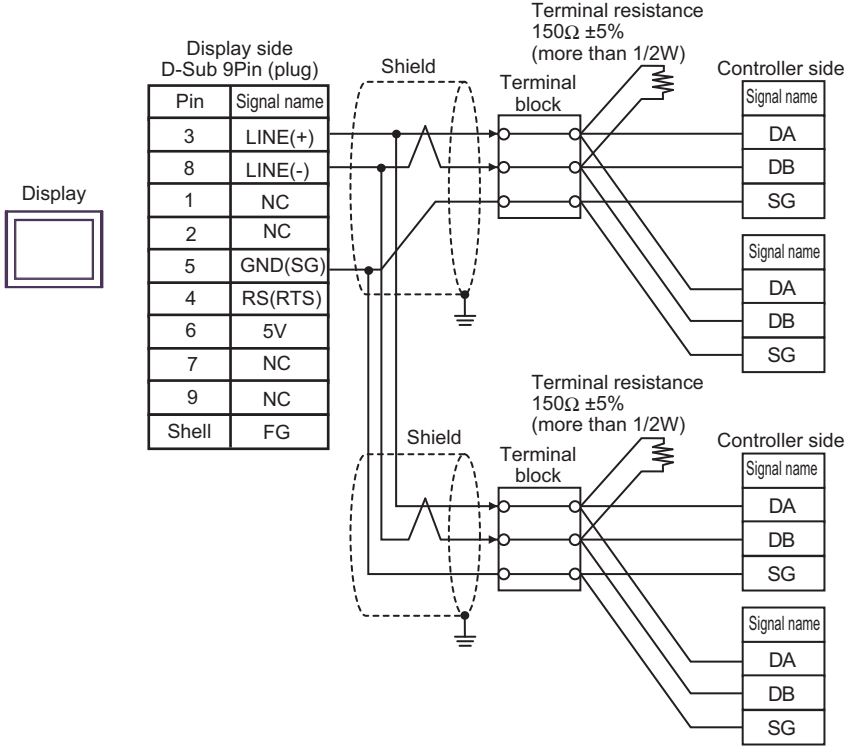 Terminal resistance
150Ω ±5%
(more than 1/2W)
Display side
D-Sub 9Pin (plug)
Shield
Terminal
block
Controller side
Pin Signal name
3 LINE(+)
8 LINE(-)
1 NC
2 NC
5 GND(SG)
4 RS(RTS)
6 5V
7 NC
9 NC
Shell FG
Display
Signal name
DA
DB
SG
Signal name
DA
DB
SG
Terminal resistance
150Ω ±5%
(more than 1/2W)
Shield
Terminal
block
Controller side
Signal name
DA
DB
SG
Signal name
DA
DB
SG